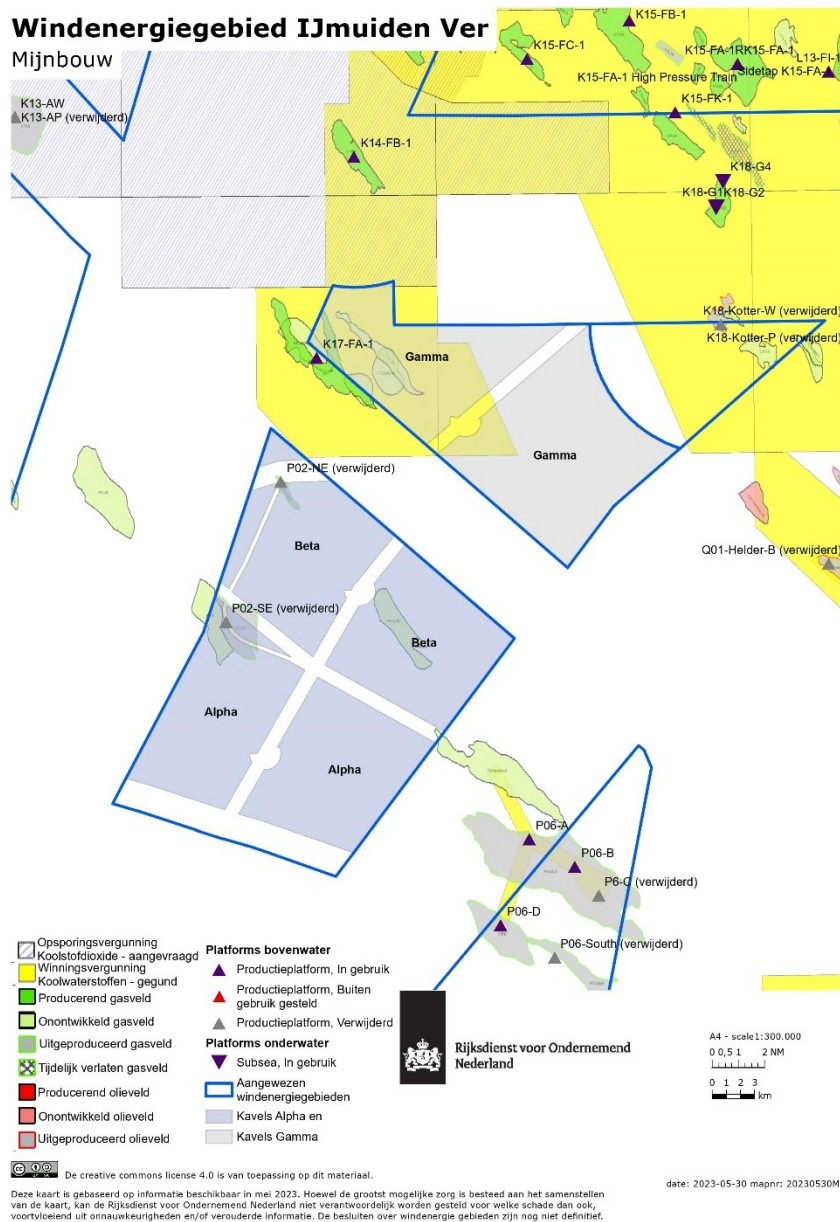 Windenergiegebied IJmuiden Ver
Mijnbouw
K15-FB-1
K15-FC-1
K15-FA-1RK15-FA-1
L13-FI-1
K15-FA-1 High Pressure Train
Sidetap K15-FA-
K13-AW
K13-AP (verwijderd)
K15-FK-1
K14-FB-1
K18-G4
K18-G1K18-G2
K18-Kotter-W (verwijderd)
K18-Kotter-P (verwijderd)
K17-FA-1
Gamma
Gamma
P02-NE (verwijderd)
Beta
Q01-Helder-B (verwijderd)
P02-SE (verwijderd)
Beta
Alpha
Alpha
P06-A
P06-B
P6-C (verwijderd)
P06-D
P06-South (verwijderd)
Opsporingsvergunning
Koolstofdioxide - aangevraagd
Winningsvergunning
Koolwaterstoffen - gegund
Producerend gasveld
Onontwikkeld gasveld
Uitgeproduceerd gasveld
Tijdelijk verlaten gasveld
Producerend olieveld
Onontwikkeld olieveld
Uitgeproduceerd olieveld
Platforms bovenwater
Productieplatform, In gebruik
Productieplatform, Buiten
gebruik gesteld
Productieplatform, Verwijderd
Platforms onderwater
Subsea, In gebruik
Aangewezen
windenergiegebieden
Kavels Alpha en
Kavels Gamma
Rijksdienst voor Ondernemend
Nederland
A4 - scale1:300.000
0 0,5 1 2 NM
0 1 2 3
km
De creative commons license 4.0 is van toepassing op dit materiaal.
Deze kaart is gebaseerd op informatie beschikbaar in mei 2023. Hoewel de grootst mogelijke zorg is besteed aan het samenstellen
van de kaart, kan de Rijksdienst voor Ondernemend Nederland niet verantwoordelijk worden gesteld voor welke schade dan ook,
voortvloeiend uit onnauwkeurigheden en/of verouderde informatie. De besluiten over windenergie gebieden zijn nog niet definitief.
date: 2023-05-30 mapnr: 20230530M